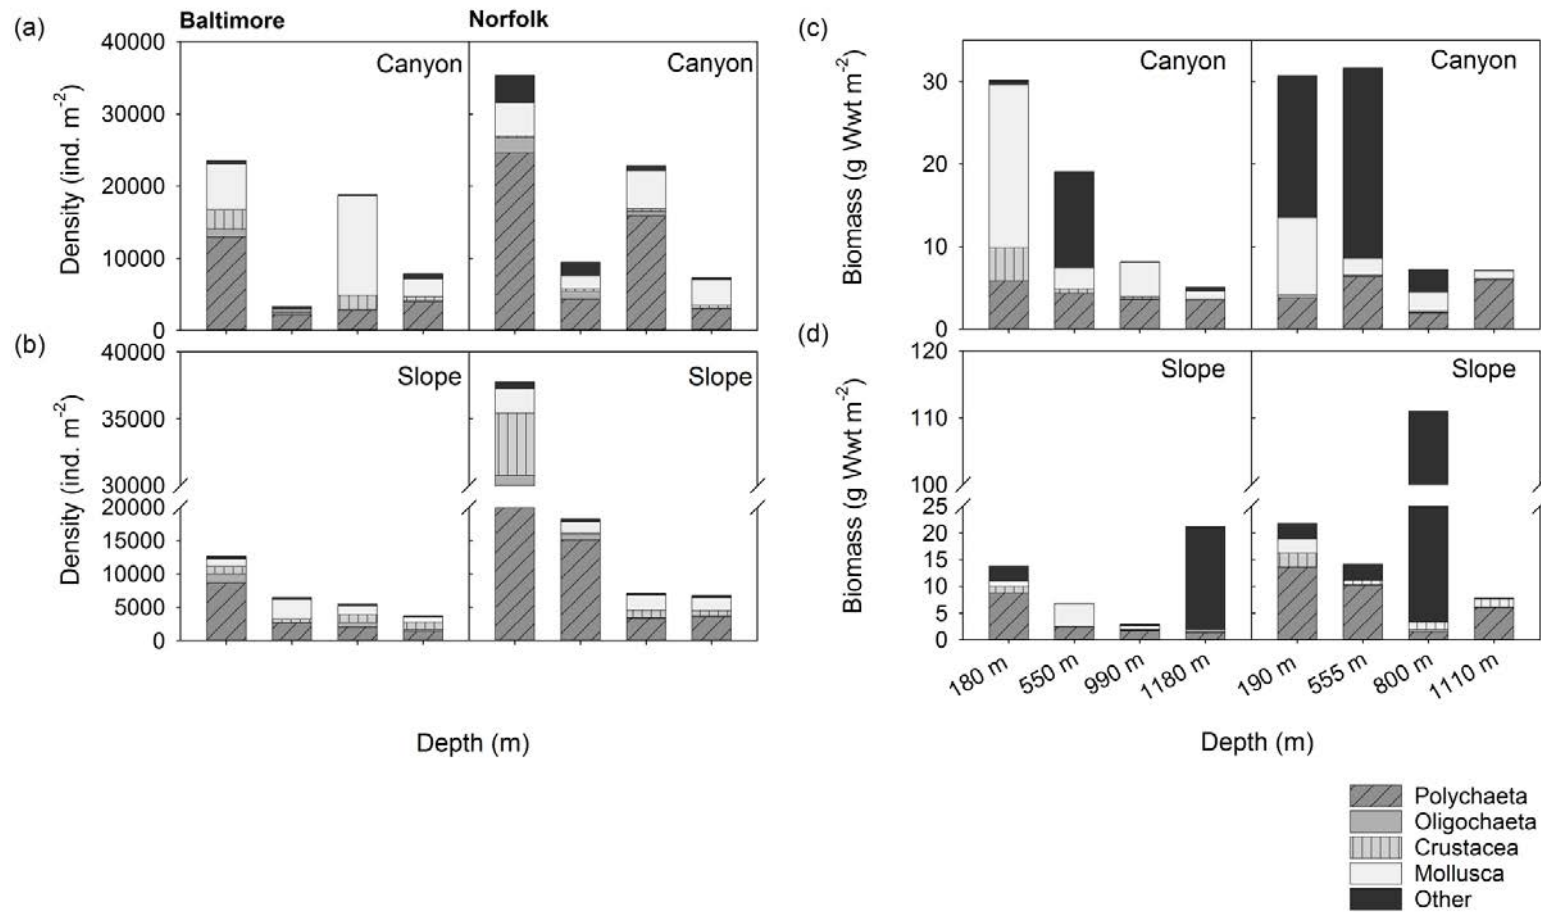 Baltimore
Norfolk
(a)
40000
30000
20000
10000
0
Density (ind. m-2)
Canyon
Canyon
(b)
40000
35000
30000
20000
15000
10000
5000
0
Density (ind. m-2)
Slope
Slope
Depth (m)
(c)
30
20
10
0
Biomass (g Wwt m-2)
Canyon
Canyon
(d)
120
110
100
25
20
15
10
5
0
Biomass (g Wwt m-2)
Slope
Slope
180 m
550 m
990 m
1180 m
190 m
555 m
800 m
1110 m
Depth (m)
Polychaeta
Oligochaeta
Crustacea
Mollusca
Other